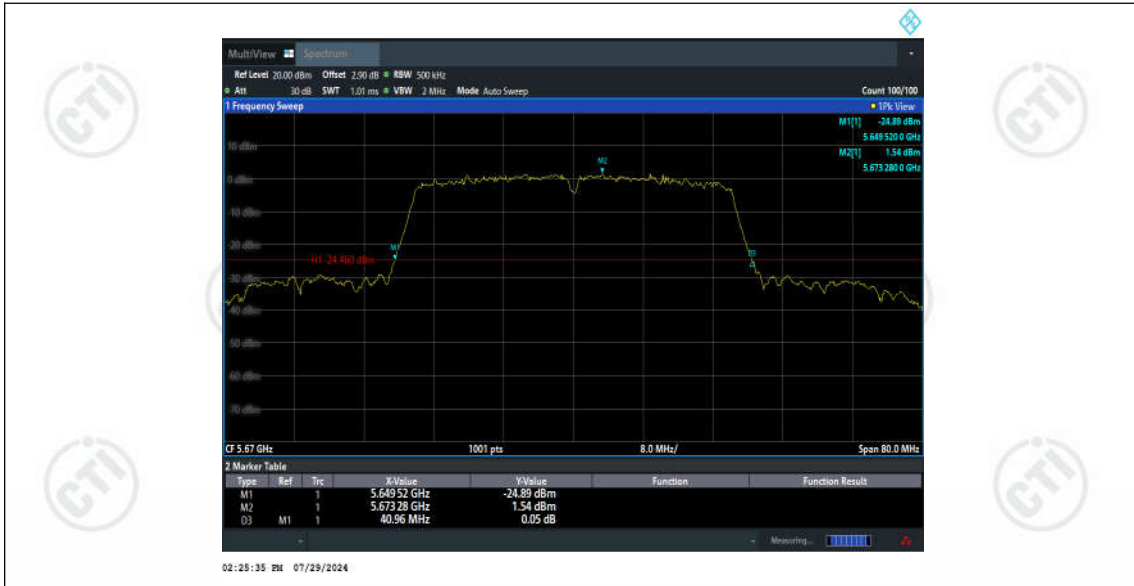 MultiView Spectrum
Ref Level 20.00 dBm Offset 2.90 dB RBW 500 kHz
Att 30 dB SWT 1.01 ms VBW 2 MHz Mode Auto Sweep Count 100/100
1 Frequency Sweep 1Pk View
M1[1] -24.89 dBm
5.649 520 0 GHz
M2[1] 1.54 dBm
5.673 280 0 GHz
10 dBm
M2
0 dBm
-10 dBm
-20 dBm
M1
D3
H1 -24.460 dBm
-30 dBm
-40 dBm
-50 dBm
-60 dBm
-70 dBm
CF 5.67 GHz 1001 pts 8.0 MHz/ Span 80.0 MHz
2 Marker Table
Type Ref Trc X-Value Y-Value Function Function Result
M1 1 5.649 52 GHz -24.89 dBm
M2 1 5.673 28 GHz 1.54 dBm
D3 M1 1 40.96 MHz 0.05 dB
Measuring...
02:25:35 PM 07/29/2024
CTI
CTI
CTI
CTI